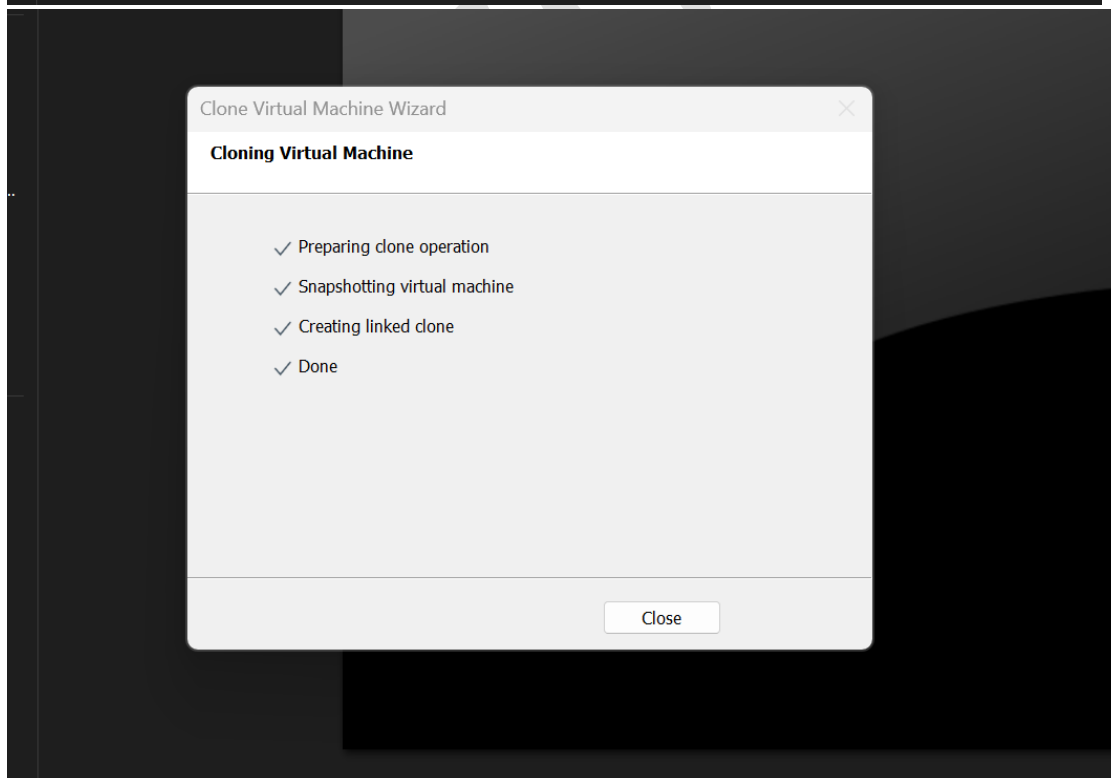 Clone Virtual Machine Wizard
Cloning Virtual Machine
..
Preparing clone operation
Snapshotting virtual machine
Creating linked clone
Done
Close